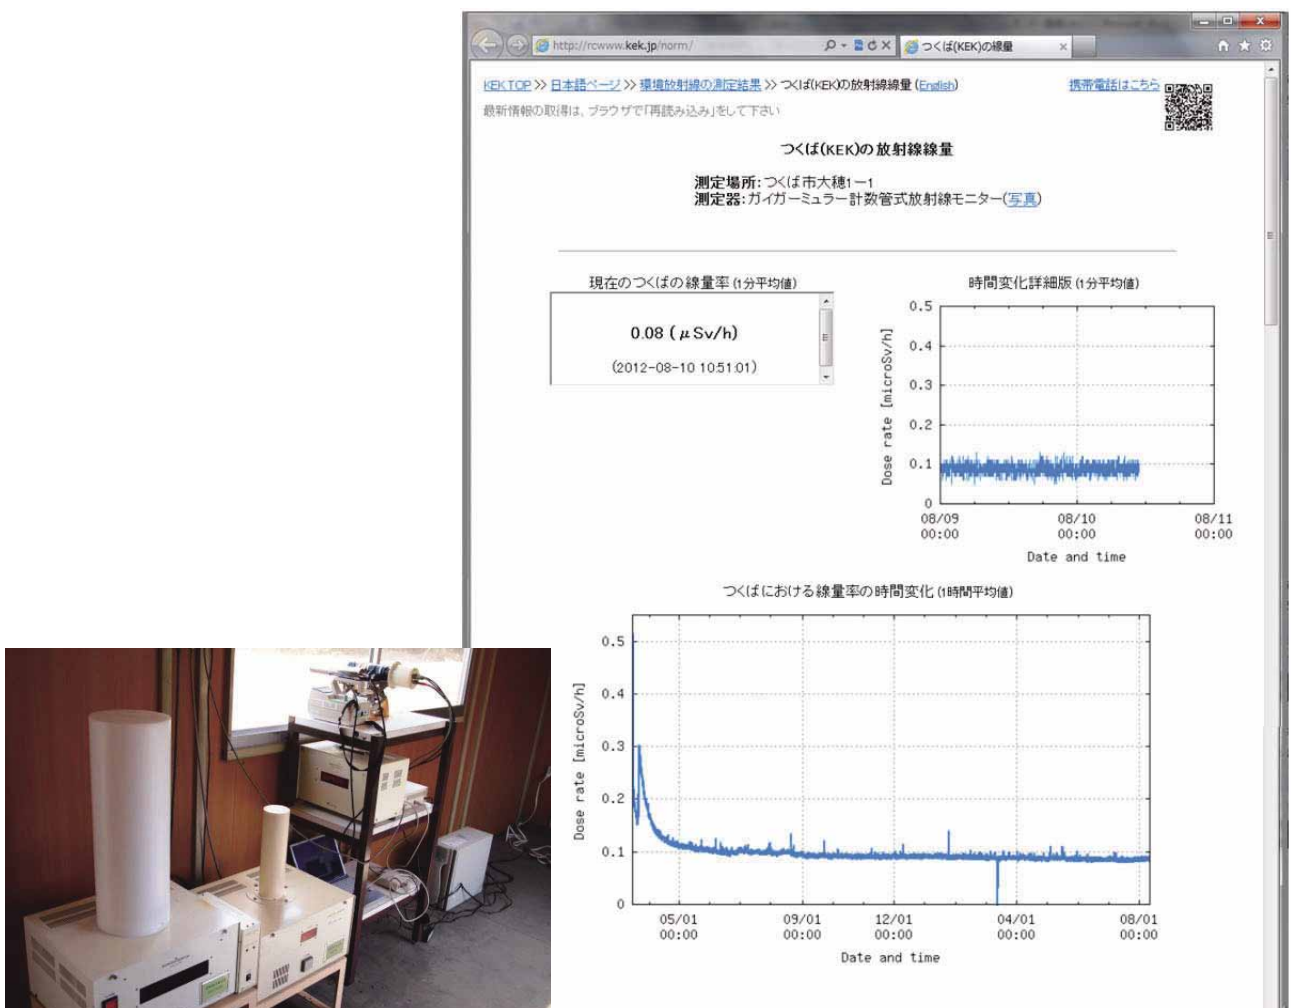 http://rcwww.kek.jp/norm/
つくば(KEK)の線量
KEK TOP >> 日本語ページ >> 環境放射線の測定結果 >> つくば(KEK)の放射線線量 (English)
携帯電話はこちら
最新情報の取得は、ブラウザで「再読み込み」をして下さい
つくば(KEK)の放射線線量
測定場所:つくば市大穂1-1
測定器:ガイガーミュラー計数管式放射線モニター(写真)
現在のつくばの線量率(1分平均値)
0.08 (μSv/h)
(2012-08-10 10:51:01)
時間変化詳細版(1分平均値)
0.5
0.4
0.3
0.2
0.1
0
Dose rate [microSv/h]
08/09 08/10 08/11
00:00 00:00 00:00
Date and time
つくばにおける線量率の時間変化(1時間平均値)
0.5
0.4
0.3
0.2
0.1
0
Dose rate [microSv/h]
05/01 09/01 12/01 04/01 08/01
00:00 00:00 00:00 00:00 00:00
Date and time